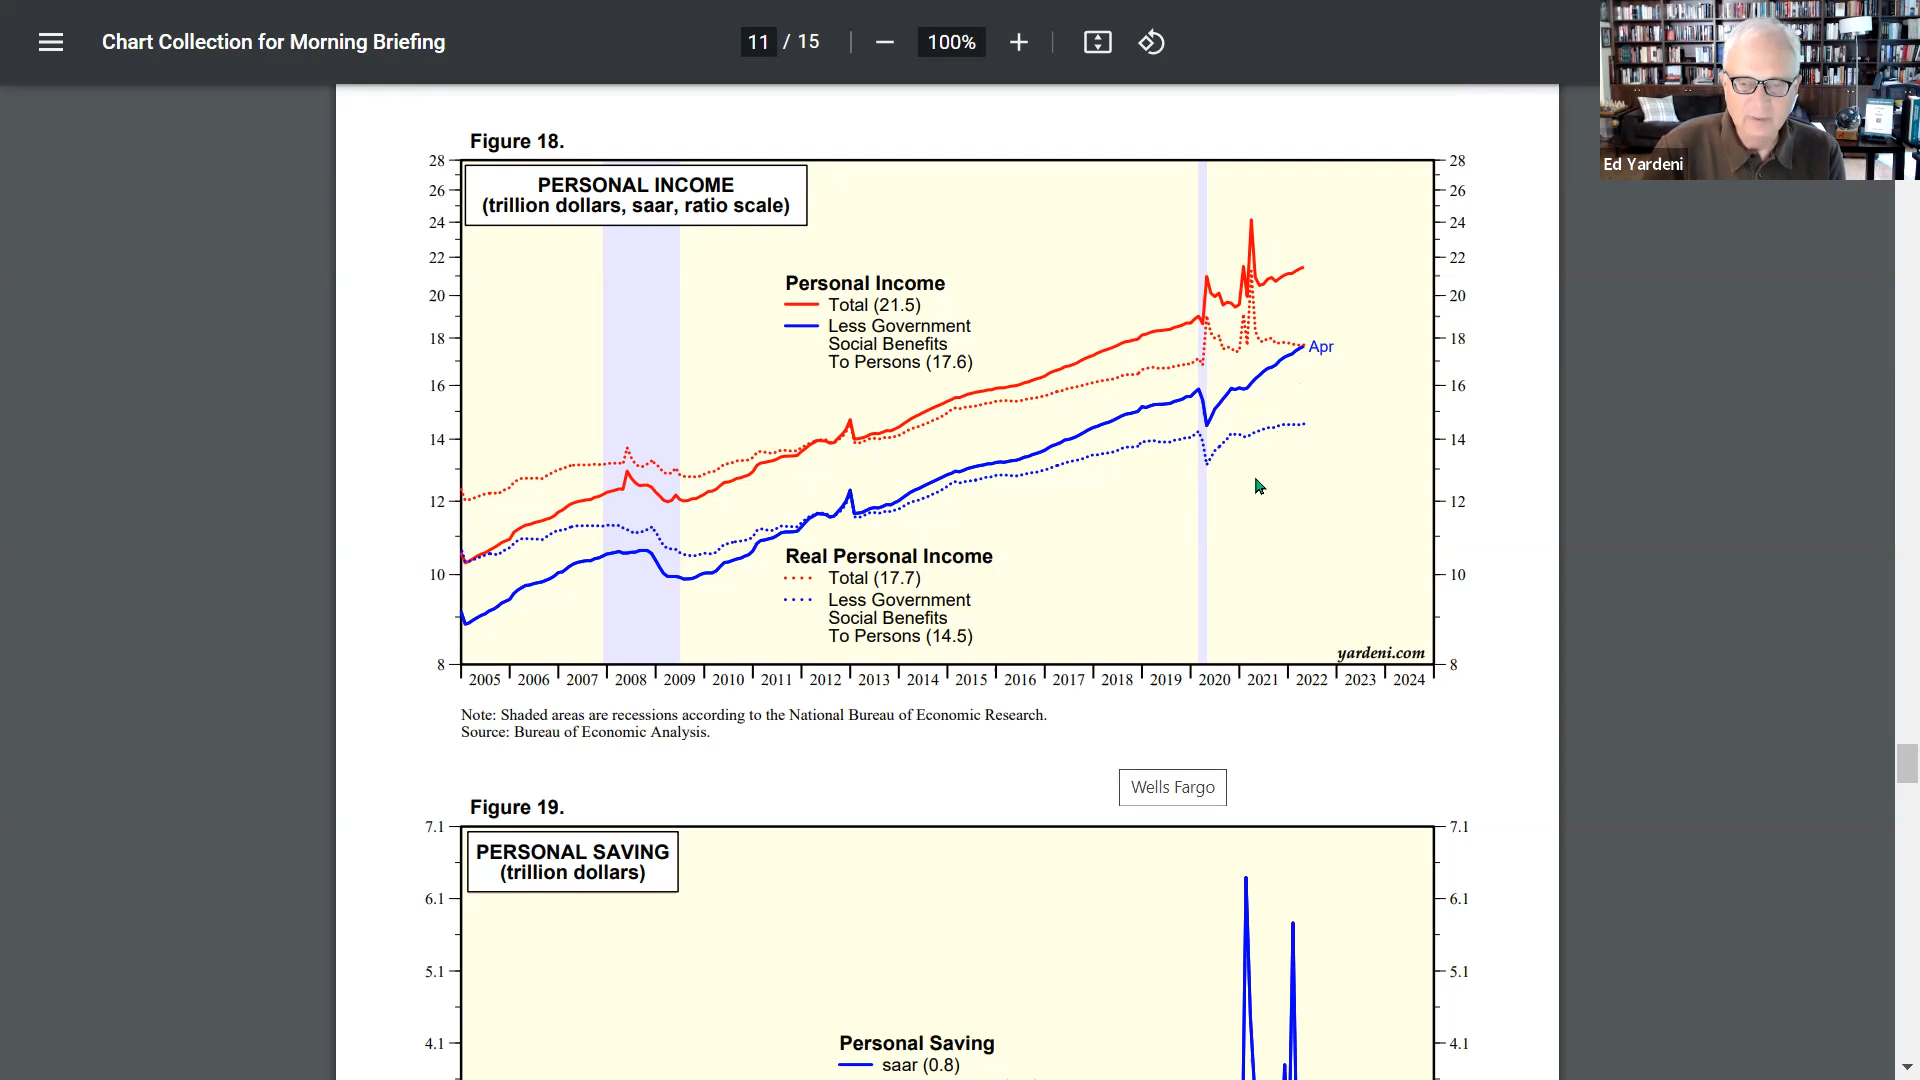 Chart Collection for Morning Briefing
11 / 15
100%
Ed Yardeni
Figure 18.
PERSONAL INCOME
(trillion dollars, saar, ratio scale)
28
26
24
22
20
18
16
14
12
10
8
28
26
24
22
20
18
16
14
12
10
8
Personal Income
Total (21.5)
Less Government
Social Benefits
To Persons (17.6)
Apr
Real Personal Income
Total (17.7)
Less Government
Social Benefits
To Persons (14.5)
yardeni.com
2005 2006 2007 2008 2009 2010 2011 2012 2013 2014 2015 2016 2017 2018 2019 2020 2021 2022 2023 2024
Note: Shaded areas are recessions according to the National Bureau of Economic Research.
Source: Bureau of Economic Analysis.
Wells Fargo
Figure 19.
PERSONAL SAVING
(trillion dollars)
7.1
6.1
5.1
4.1
7.1
6.1
5.1
4.1
Personal Saving
saar (0.8)